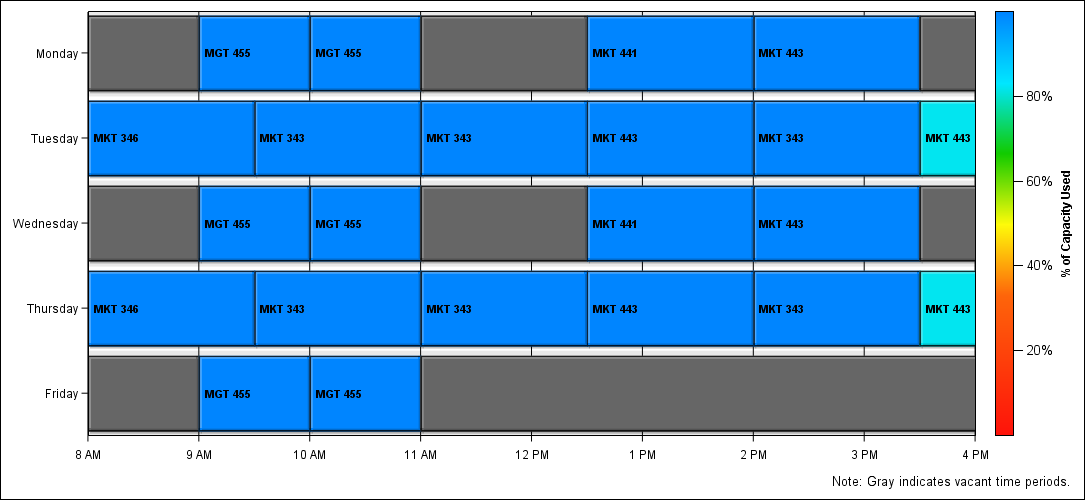 Monday MGT 455 MGT 455 MKT 441 MKT 443
80%
Tuesday MKT 346 MKT 343 MKT 343 MKT 443 MKT 343 MKT 443
60%
Wednesday MGT 455 MGT 455 MKT 441 MKT 443
% of Capacity Used
40%
Thursday MKT 346 MKT 343 MKT 343 MKT 443 MKT 343 MKT 443
20%
Friday MGT 455 MGT 455
8 AM 9 AM 10 AM 11 AM 12 PM 1 PM 2 PM 3 PM 4 PM
Note: Gray indicates vacant time periods.